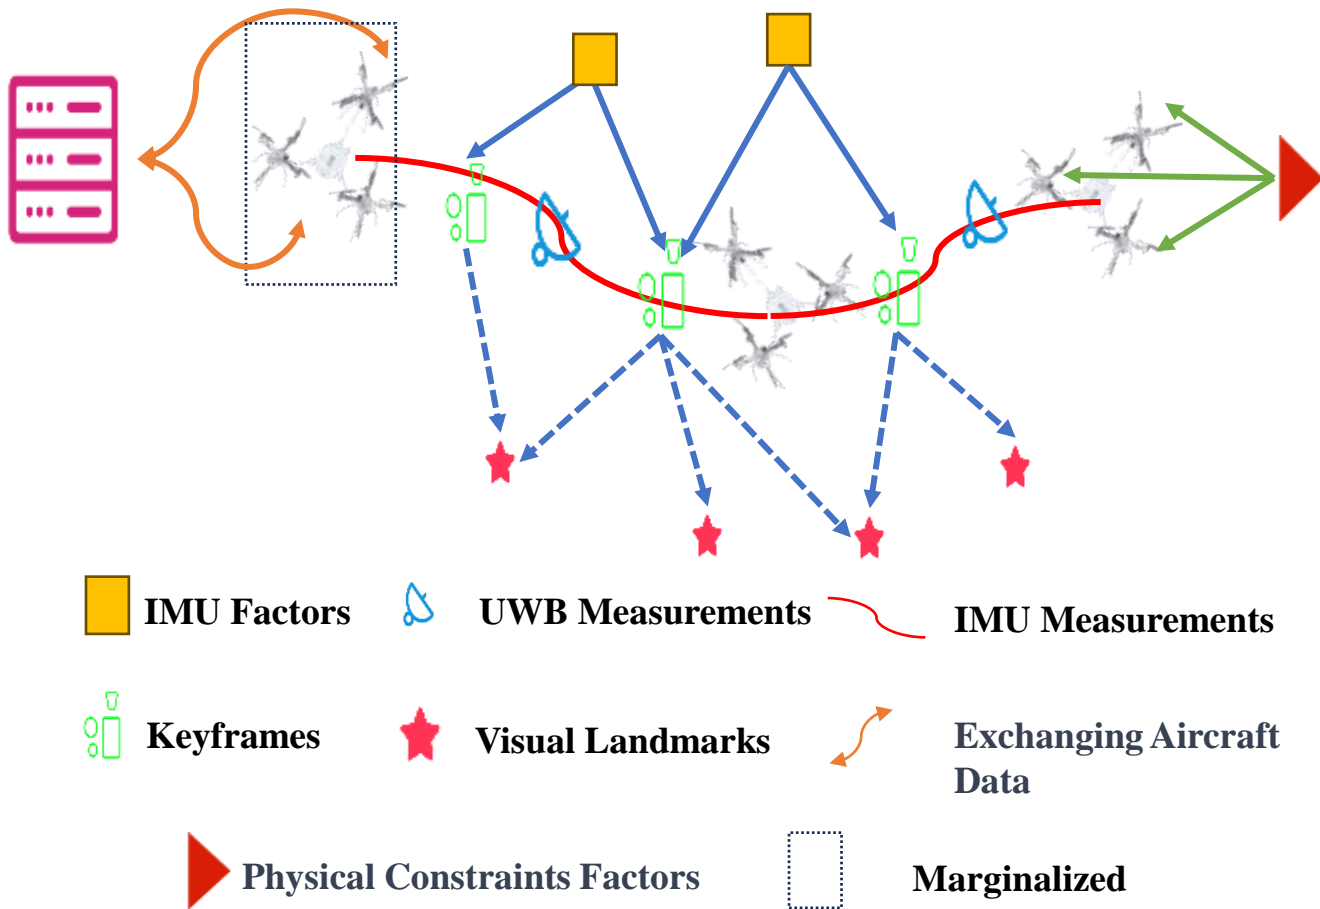 IMU Factors
UWB Measurements
IMU Measurements
Keyframes
Visual Landmarks
Exchanging Aircraft
Data
Physical Constraints Factors
Marginalized